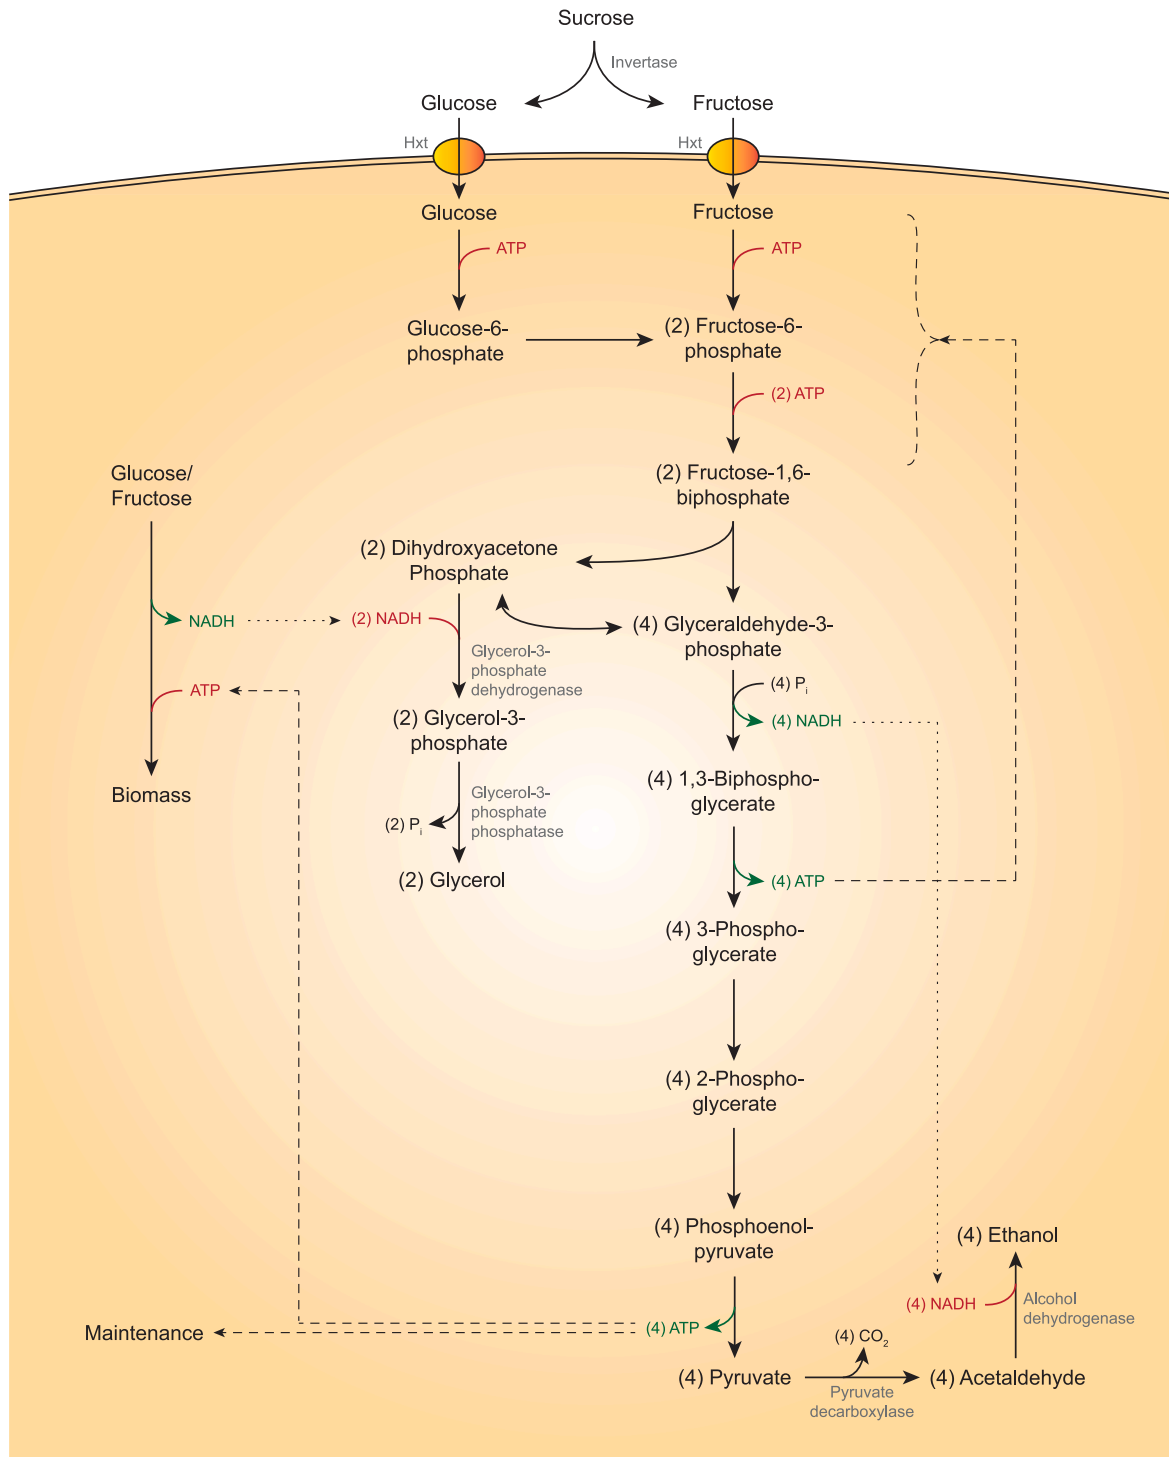 Sucrose
Invertase
Glucose
Fructose
Hxt
Hxt
Glucose
Fructose
ATP
ATP
Glucose-6-
phosphate
(2) Fructose-6-
phosphate
(2) ATP
Glucose/
Fructose
(2) Fructose-1,6-
biphosphate
(2) Dihydroxyacetone
Phosphate
NADH
(2) NADH
(4) Glyceraldehyde-3-
phosphate
Glycerol-3-
phosphate
dehydrogenase
ATP
(4) Pi
(4) NADH
(2) Glycerol-3-
phosphate
Biomass
(4) 1,3-Biphospho-
glycerate
Glycerol-3-
phosphate
phosphatase
(2) Pi
(2) Glycerol
(4) ATP
(4) 3-Phospho-
glycerate
(4) 2-Phospho-
glycerate
(4) Phosphoenol-
pyruvate
(4) Ethanol
(4) NADH
Alcohol
dehydrogenase
Maintenance
(4) ATP
(4) CO2
(4) Pyruvate
Pyruvate
decarboxylase
(4) Acetaldehyde